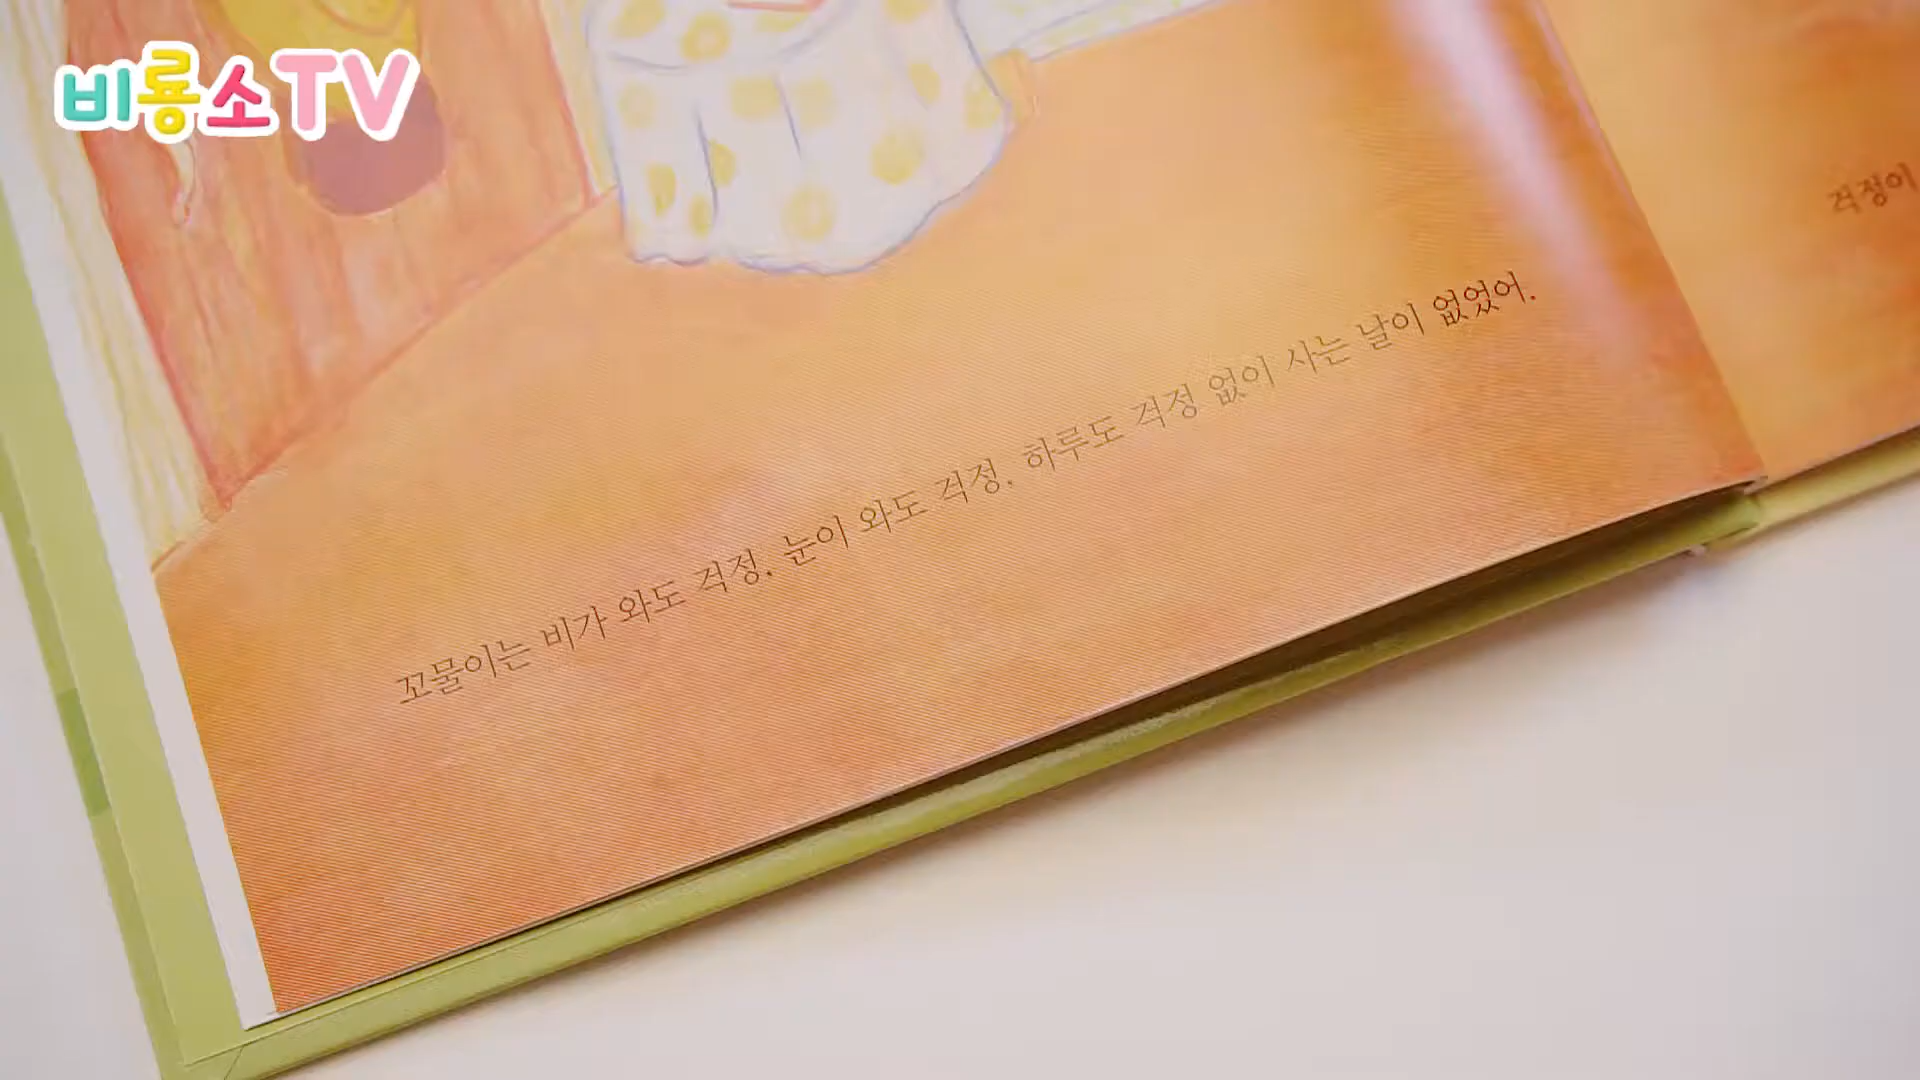 비룡소TV
걱정이
꼬물이는 비가 와도 걱정, 눈이 와도 걱정, 하루도 걱정 없이 사는 날이 없었어.